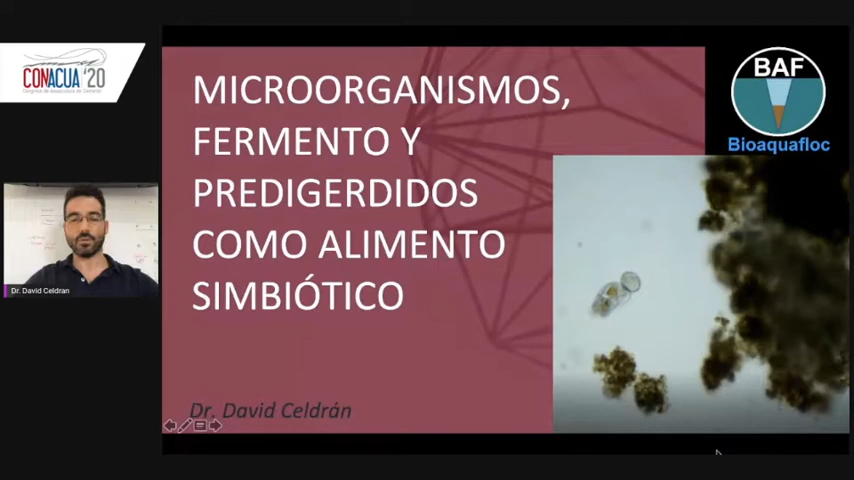 CONACUA '20
MICROORGANISMOS,
FERMENTO Y
PREDIGERDIDOS
COMO ALIMENTO
SIMBIÓTICO
Dr. David Celdrán
BAF
Bioaquafloc
Dr. David Celdran